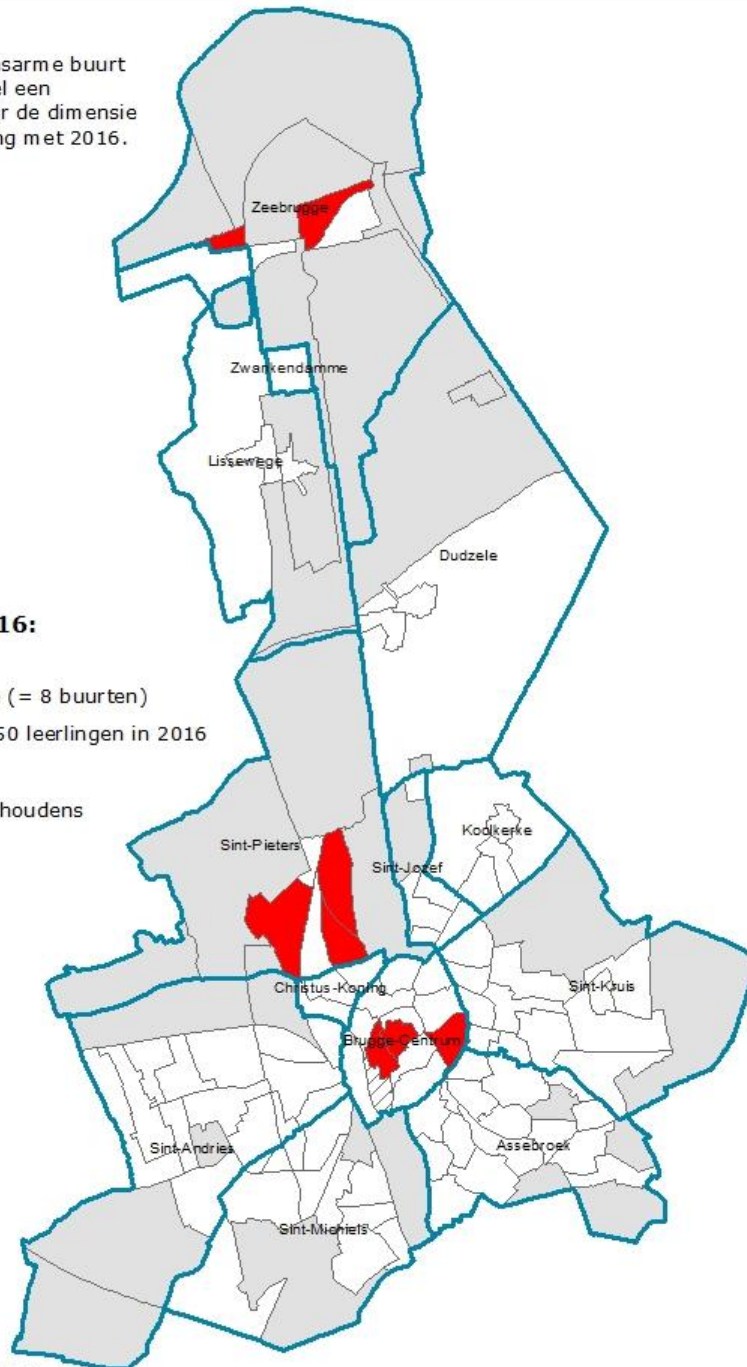 sarme buurt
el een
r de dimensie
ng met 2016.
Zeebrugge
Zwankendamme
Lissewege
Dudzele
16:
(= 8 buurten)
50 leerlingen in 2016
houdens
Koolkerke
Sint-Pieters
Sint-Jozef
Christus-Koning
Sint-Kruis
Brugge-Centrum
Sint-Andries
Assebroek
Sint-Michiels